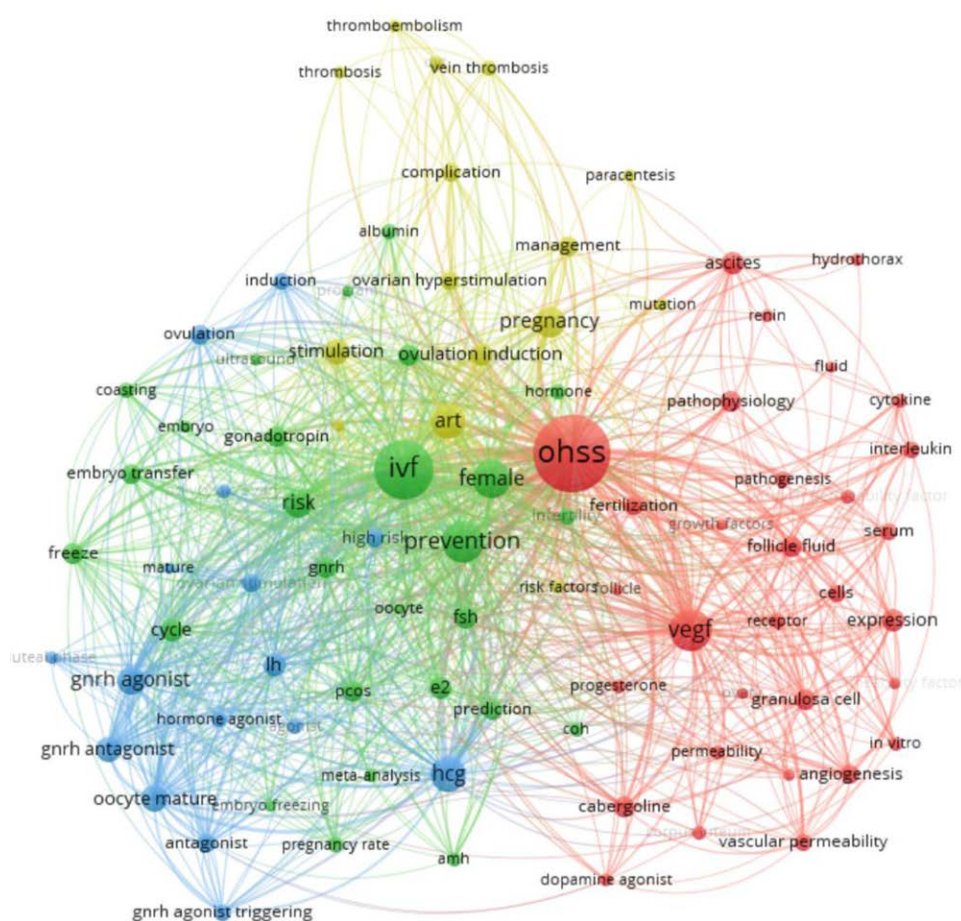 thromboembolism
vein thrombosis
thrombosis
complication
paracentesis
albumin
management
ascites
hydrothorax
induction
ovarian hyperstimulation
mutation
renin
pregnancy
ovulation
stimulation
ovulation induction
ultrasound
fluid
coasting
hormone
pathophysiology
cytokine
art
embryo
gonadotropin
ohss
interleukin
ivf
female
embryo transfer
pathogenesis
risk
fertilization
infertility
growth factors
serum
high risk
prevention
follicle fluid
freeze
mature
gnrh
risk factors
follicle
cells
oocyte
fsh
cycle
vegf
receptor
expression
lh
gnrh agonist
pcos
e2
progesterone
granulosa cell
hormone agonist
agonist
prediction
coh
gnrh antagonist
permeability
in vitro
hcg
meta-analysis
angiogenesis
oocyte mature
embryo freezing
cabergoline
antagonist
pregnancy rate
vascular permeability
amh
dopamine agonist
gnrh agonist triggering